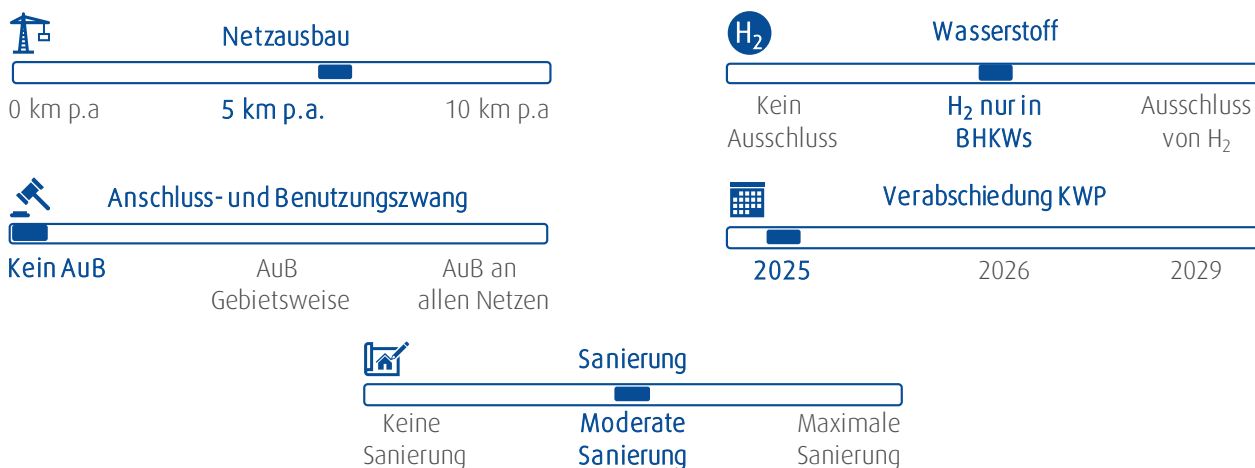 Netzausbau
0 km p.a
5 km p.a.
10 km p.a
H₂
Wasserstoff
Kein
Ausschluss
H₂ nur in
BHKWs
Ausschluss
von H₂
Anschluss- und Benutzungszwang
Kein AuB
AuB
Gebietsweise
AuB an
allen Netzen
Verabschiedung KWP
2025
2026
2029
Sanierung
Keine
Sanierung
Moderate
Sanierung
Maximale
Sanierung